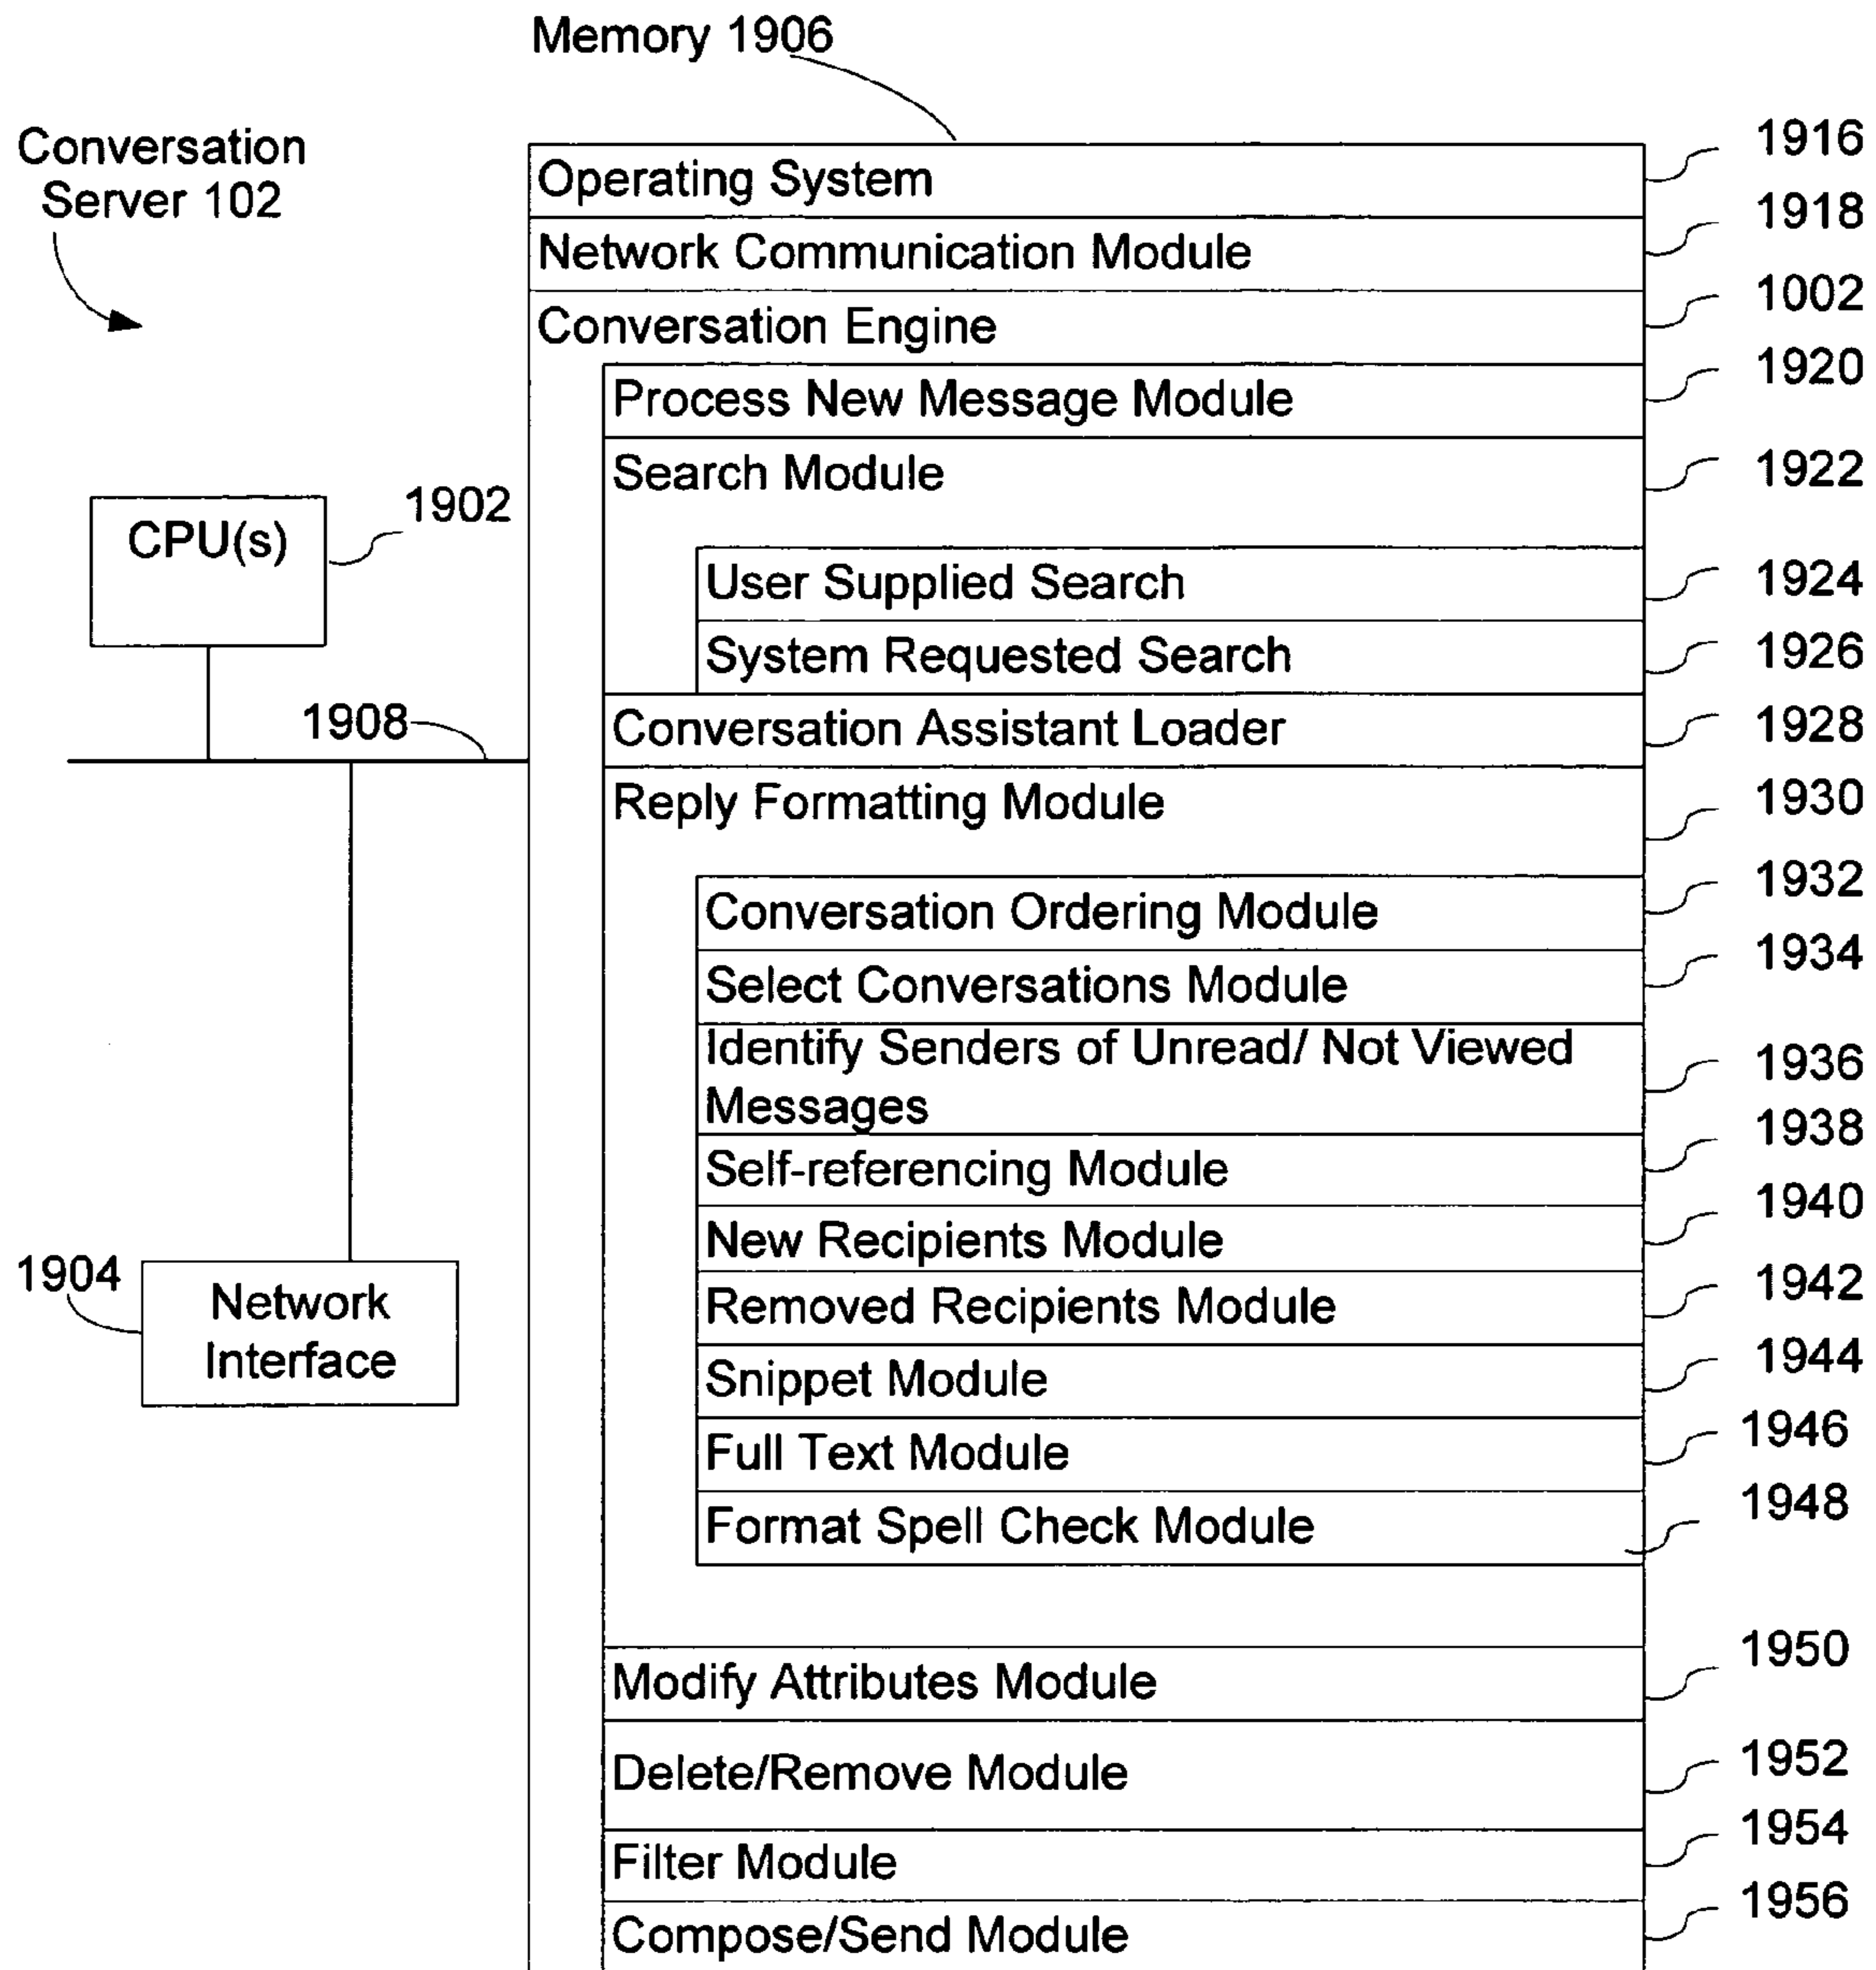 Memory 1906
Conversation
Server 102
Operating System
1916
Network Communication Module
1918
Conversation Engine
1002
Process New Message Module
1920
Search Module
1922
User Supplied Search
1924
System Requested Search
1926
Conversation Assistant Loader
1928
Reply Formatting Module
1930
Conversation Ordering Module
1932
Select Conversations Module
1934
Identify Senders of Unread/ Not Viewed
Messages
1936
Self-referencing Module
1938
New Recipients Module
1940
Removed Recipients Module
1942
Snippet Module
1944
Full Text Module
1946
Format Spell Check Module
1948
Modify Attributes Module
1950
Delete/Remove Module
1952
Filter Module
1954
Compose/Send Module
1956
CPU(s)
1902
1908
1904
Network
Interface